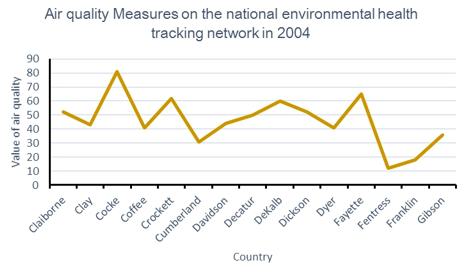 Air quality Measures on the national environmental health
tracking network in 2004
Value of air quality
90
80
70
60
50
40
30
20
10
0
Claiborne
Clay
Cocke
Coffee
Crockett
Cumberland
Davidson
Decatur
DeKalb
Dickson
Dyer
Fayette
Fentress
Franklin
Gibson
Country